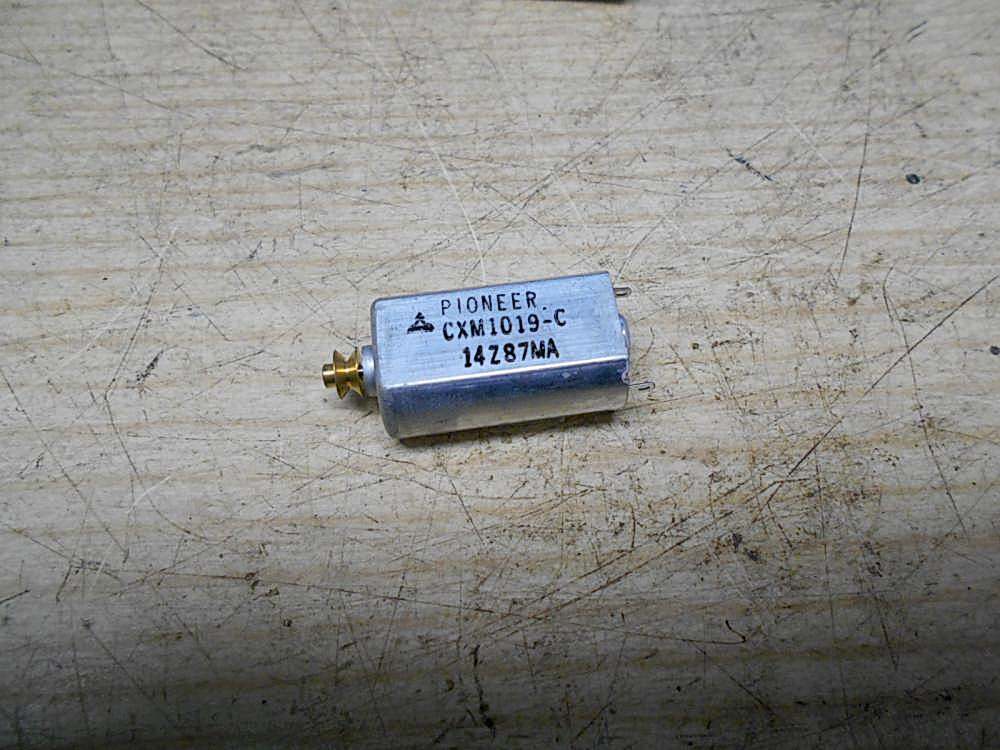 PIONEER.
CXM1019-C
14Z87MA